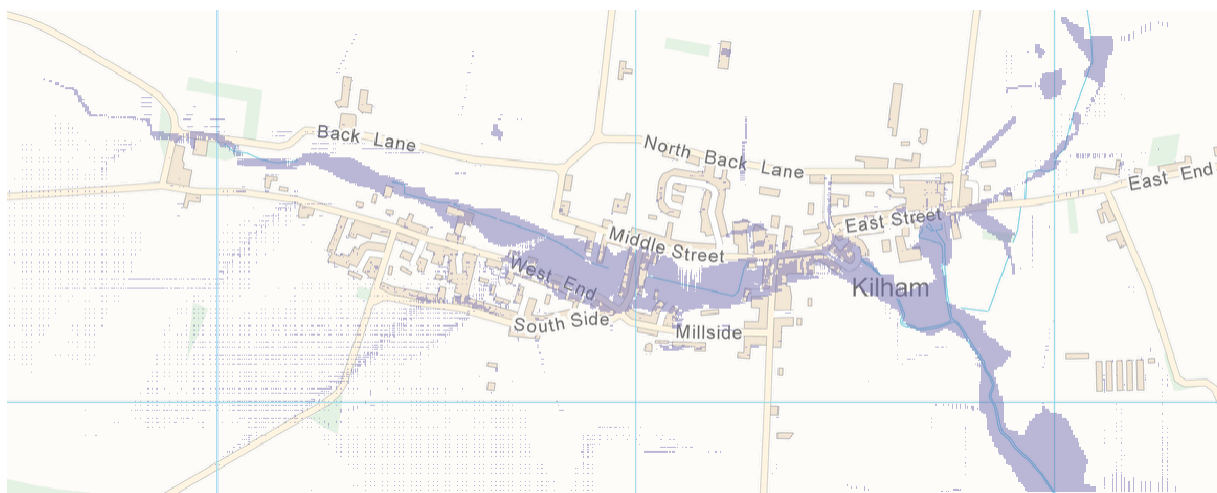 Back Lane
North Back Lane
East End
East Street
Middle Street
West End
Kilham
South Side
Millside